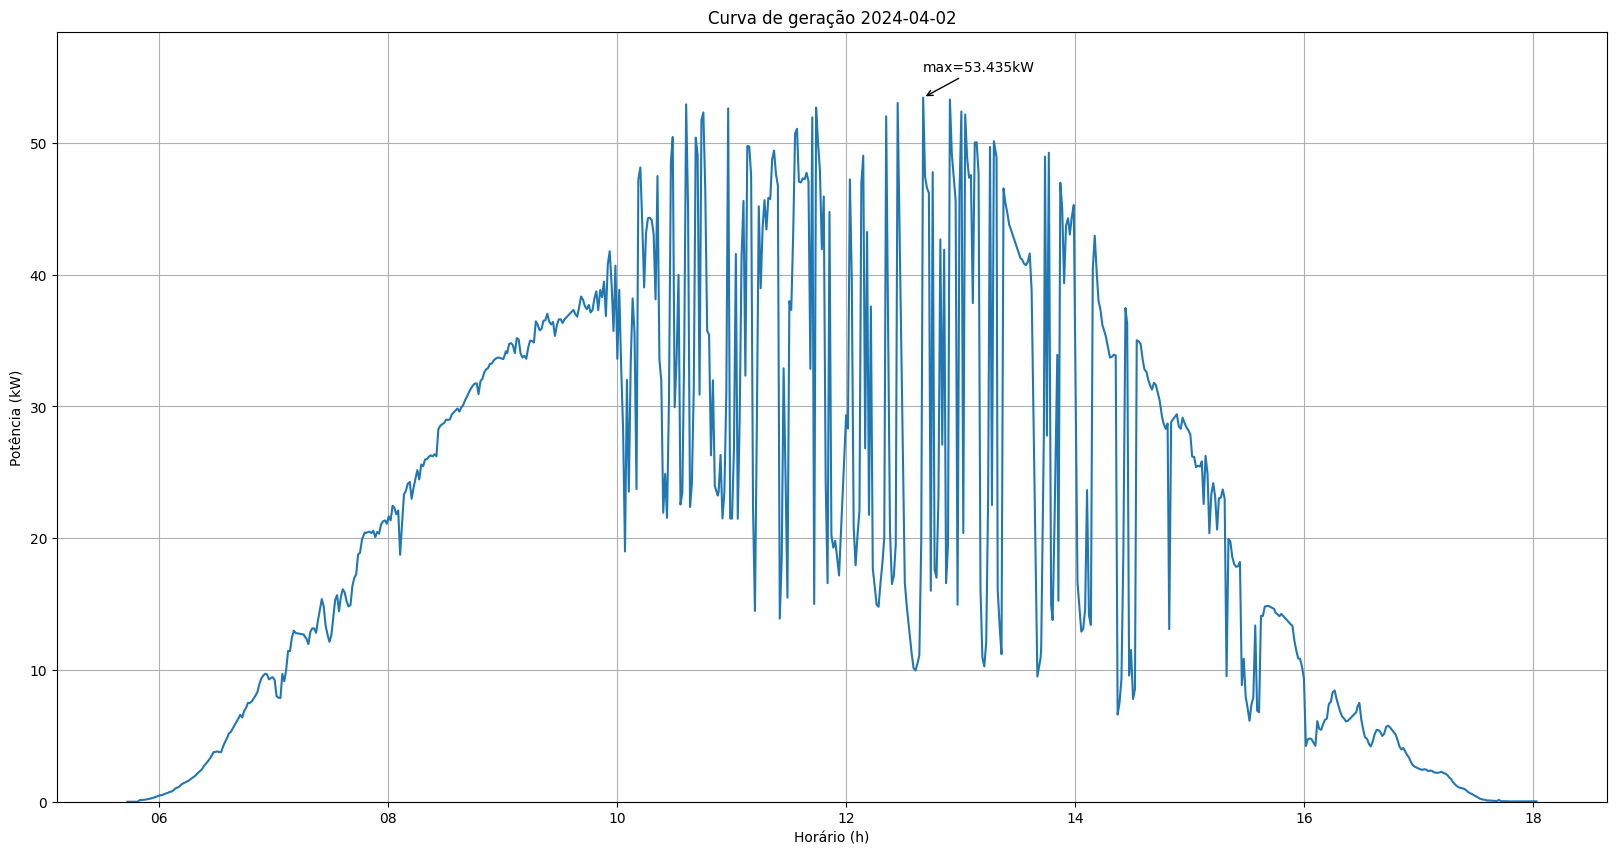 Curva de geração 2024-04-02
max=53.435kW
Potência (kW)
50
40
30
20
10
0
06 08 10 12 14 16 18
Horário (h)